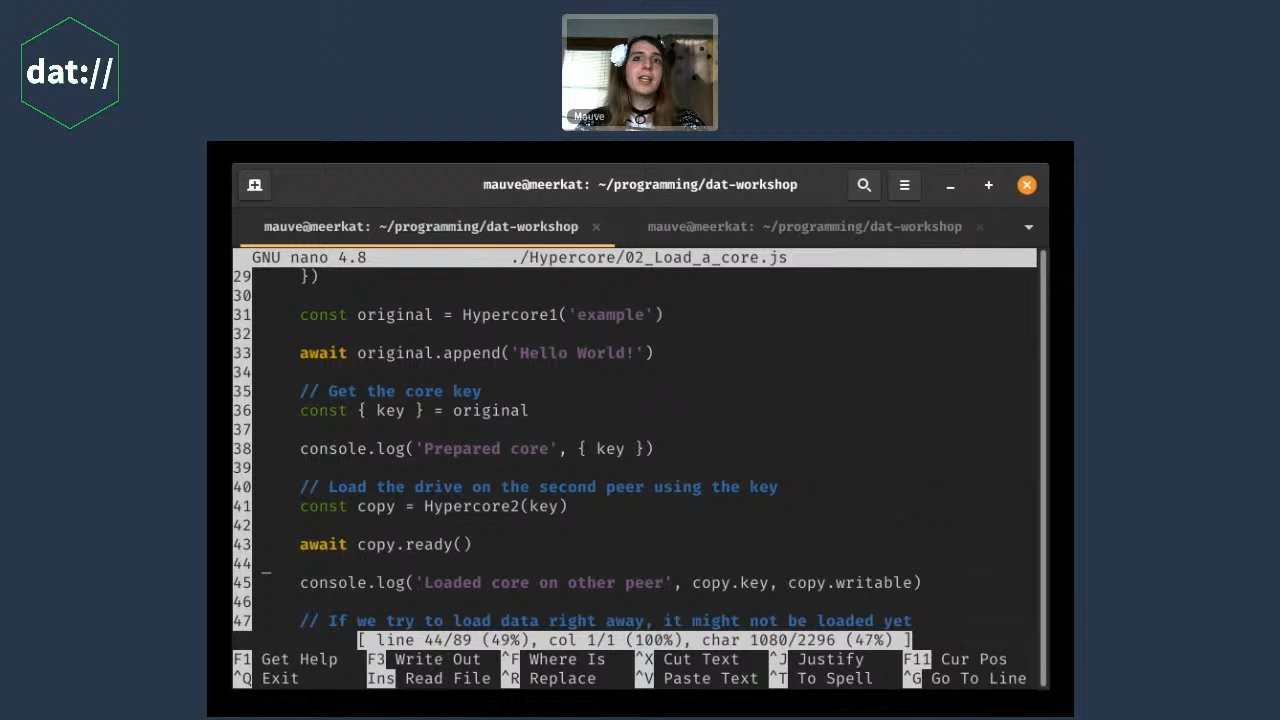 dat://
Mauve
mauve@meerkat: ~/programming/dat-workshop
mauve@meerkat: ~/programming/dat-workshop × mauve@meerkat: ~/programming/dat-workshop ×
GNU nano 4.8 ./Hypercore/02_Load_a_core.js
29 })
30
31 const original = Hypercore1('example')
32
33 await original.append('Hello World!')
34
35 // Get the core key
36 const { key } = original
37
38 console.log('Prepared core', { key })
39
40 // Load the drive on the second peer using the key
41 const copy = Hypercore2(key)
42
43 await copy.ready()
44
45 console.log('Loaded core on other peer', copy.key, copy.writable)
46
47 // If we try to load data right away, it might not be loaded yet
[ line 44/89 (49%), col 1/1 (100%), char 1080/2296 (47%) ]
F1 Get Help F3 Write Out ^F Where Is ^X Cut Text ^J Justify F11 Cur Pos
^Q Exit Ins Read File ^R Replace ^V Paste Text ^T To Spell ^G Go To Line